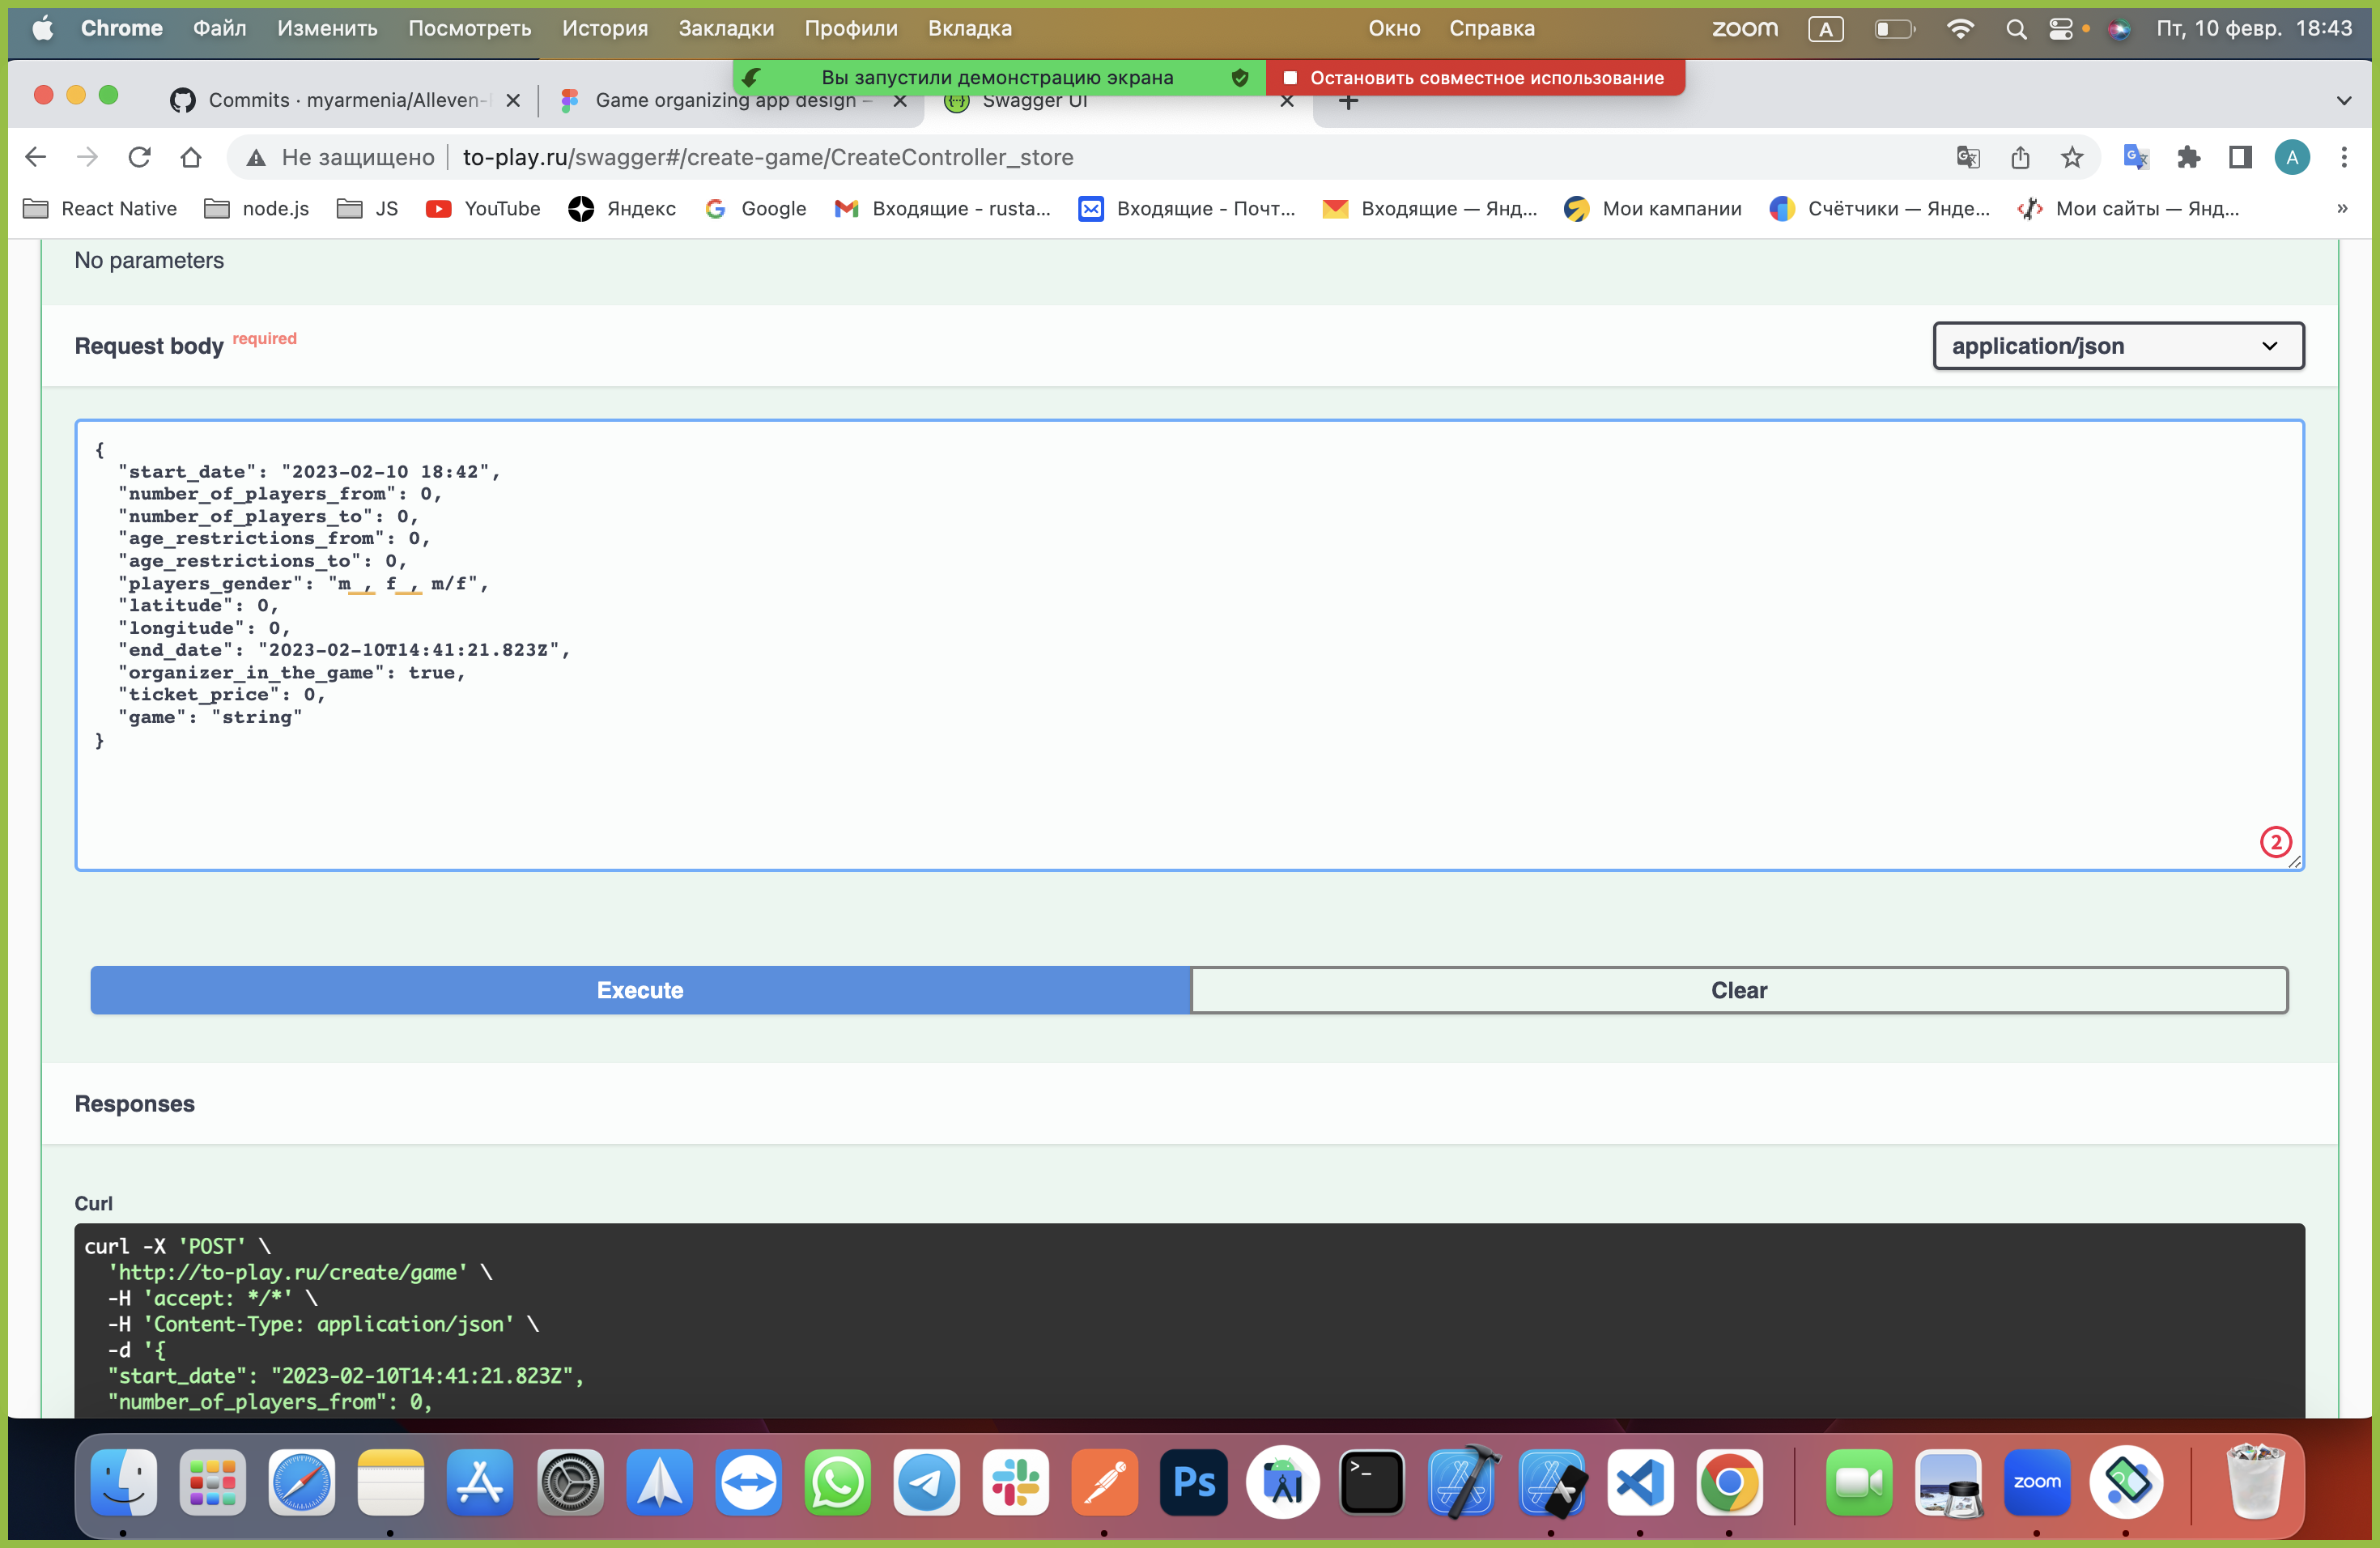 Chrome Файл Изменить Посмотреть История Закладки Профили Вкладка Окно Справка zoom A Пт, 10 февр. 18:43
Вы запустили демонстрацию экрана Остановить совместное использование
Commits · myarmenia/Alleven- Game organizing app design – Swagger UI
Не защищено to-play.ru/swagger#/create-game/CreateController_store A
React Native node.js JS YouTube Яндекс Google Входящие - rusta... Входящие - Почт... Входящие — Янд... Мои кампании Счётчики — Янде... Мои сайты — Янд... »
No parameters
Request body required application/json
{
"start_date": "2023-02-10 18:42",
"number_of_players_from": 0,
"number_of_players_to": 0,
"age_restrictions_from": 0,
"age_restrictions_to": 0,
"players_gender": "m , f , m/f",
"latitude": 0,
"longitude": 0,
"end_date": "2023-02-10T14:41:21.823Z",
"organizer_in_the_game": true,
"ticket_price": 0,
"game": "string"
}
2
Execute Clear
Responses
Curl
curl -X 'POST' \
'http://to-play.ru/create/game' \
-H 'accept: */*' \
-H 'Content-Type: application/json' \
-d '{
"start_date": "2023-02-10T14:41:21.823Z",
"number_of_players_from": 0,
Ps >_ zoom